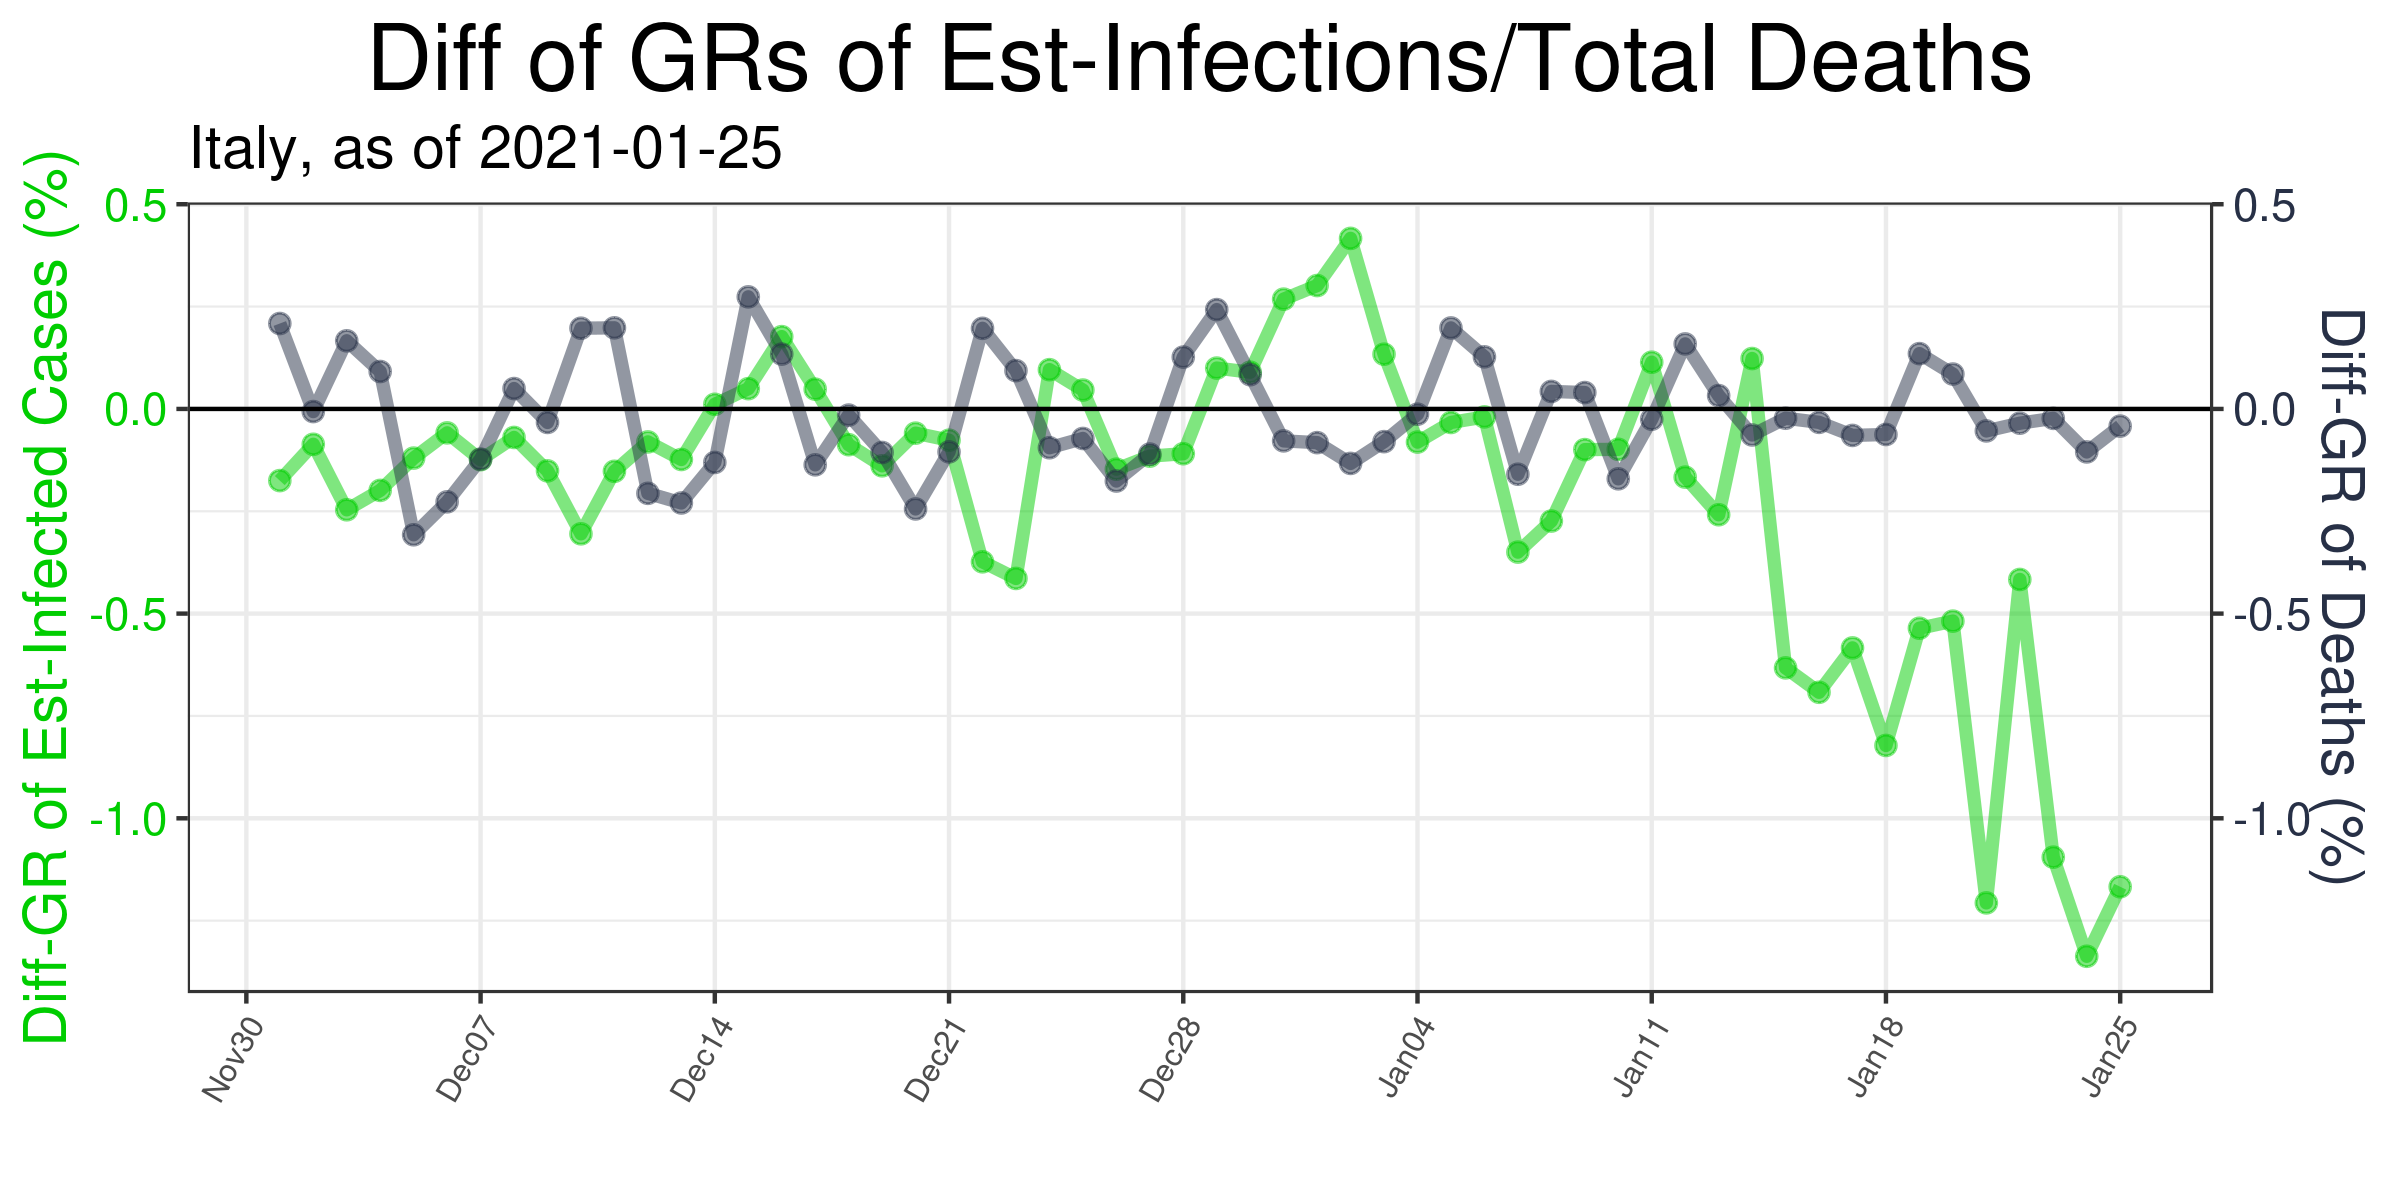 Diff of GRs of Est-Infections/Total Deaths
Italy, as of 2021-01-25
Diff-GR of Est-Infected Cases (%)
0.5
0.0
-0.5
-1.0
0.5
0.0
-0.5
-1.0
Diff-GR of Deaths (%)
Nov30
Dec07
Dec14
Dec21
Dec28
Jan04
Jan11
Jan18
Jan25